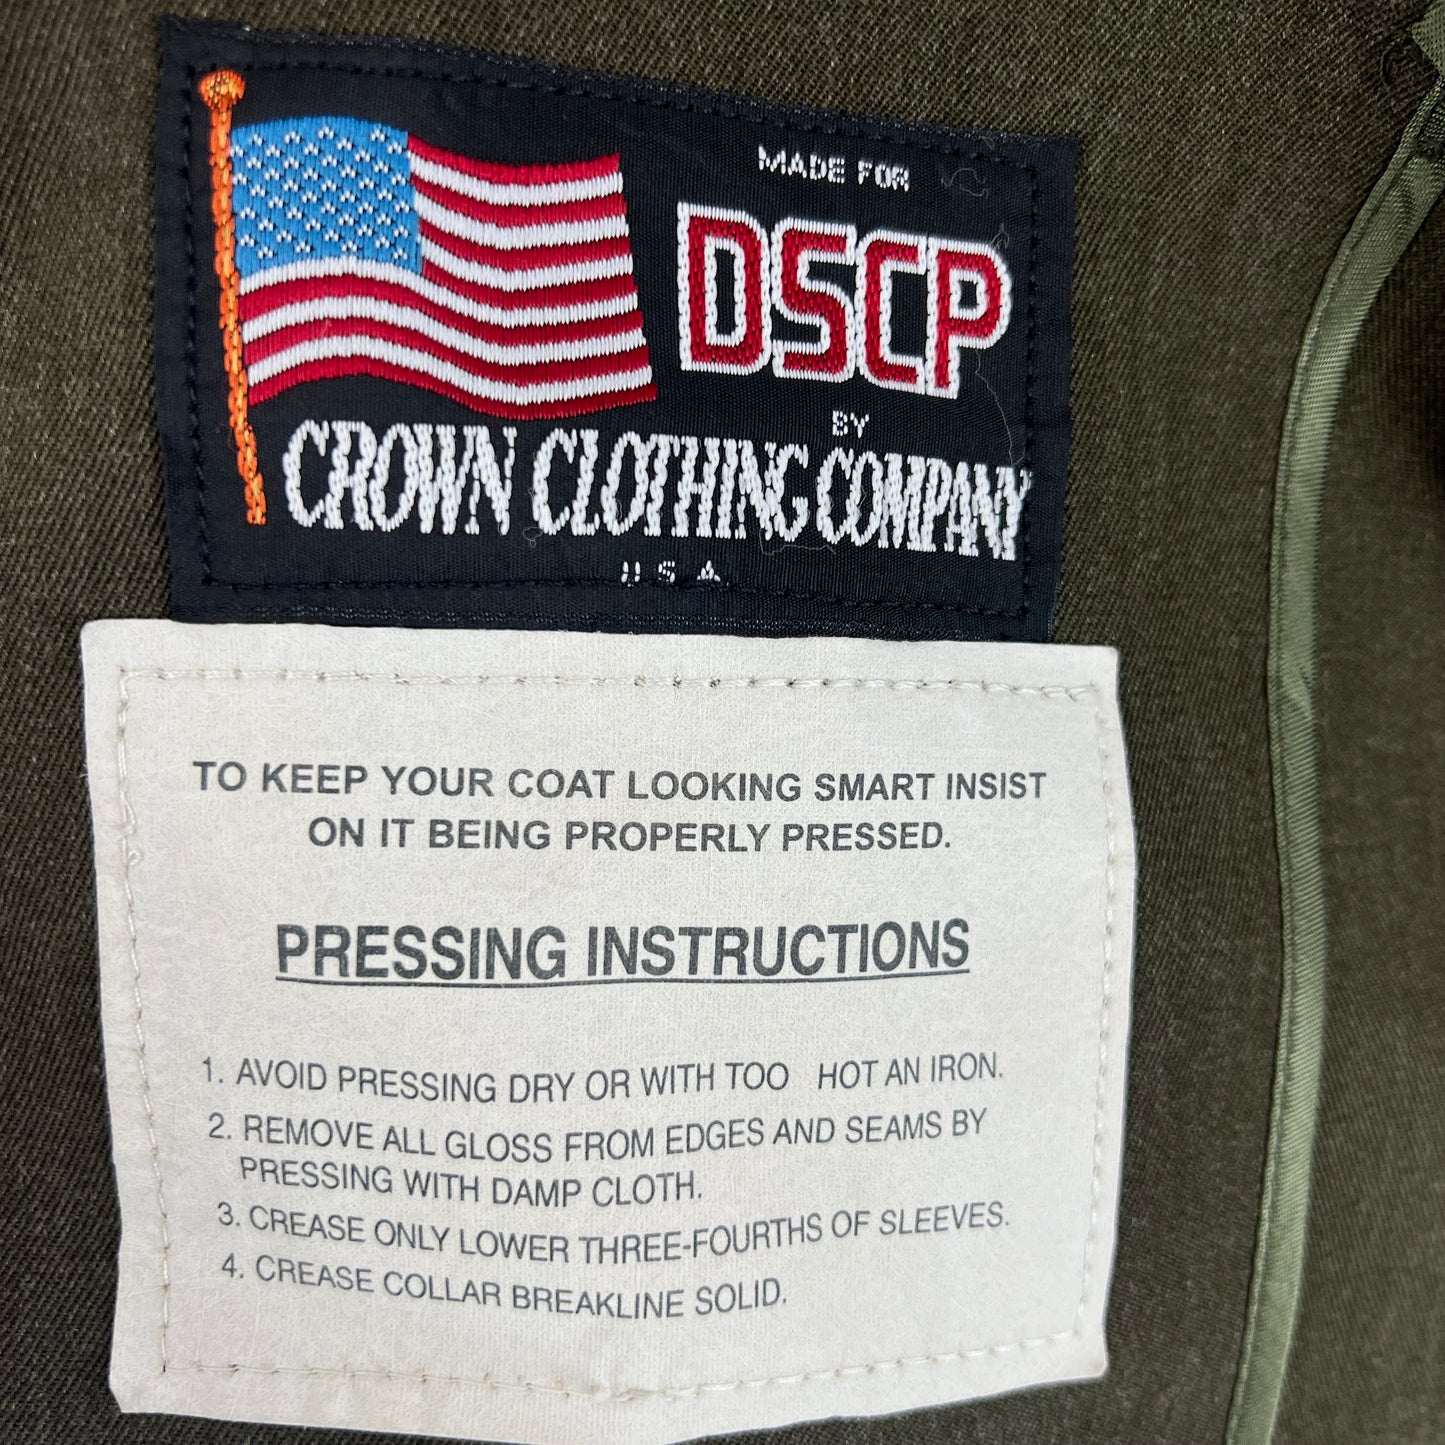 MADE FOR
DSCP
BY
CROWN CLOTHING COMPANY
USA
TO KEEP YOUR COAT LOOKING SMART INSIST
ON IT BEING PROPERLY PRESSED.
PRESSING INSTRUCTIONS
1. AVOID PRESSING DRY OR WITH TOO HOT AN IRON.
2. REMOVE ALL GLOSS FROM EDGES AND SEAMS BY
PRESSING WITH DAMP CLOTH.
3. CREASE ONLY LOWER THREE-FOURTHS OF SLEEVES.
4. CREASE COLLAR BREAKLINE SOLID.